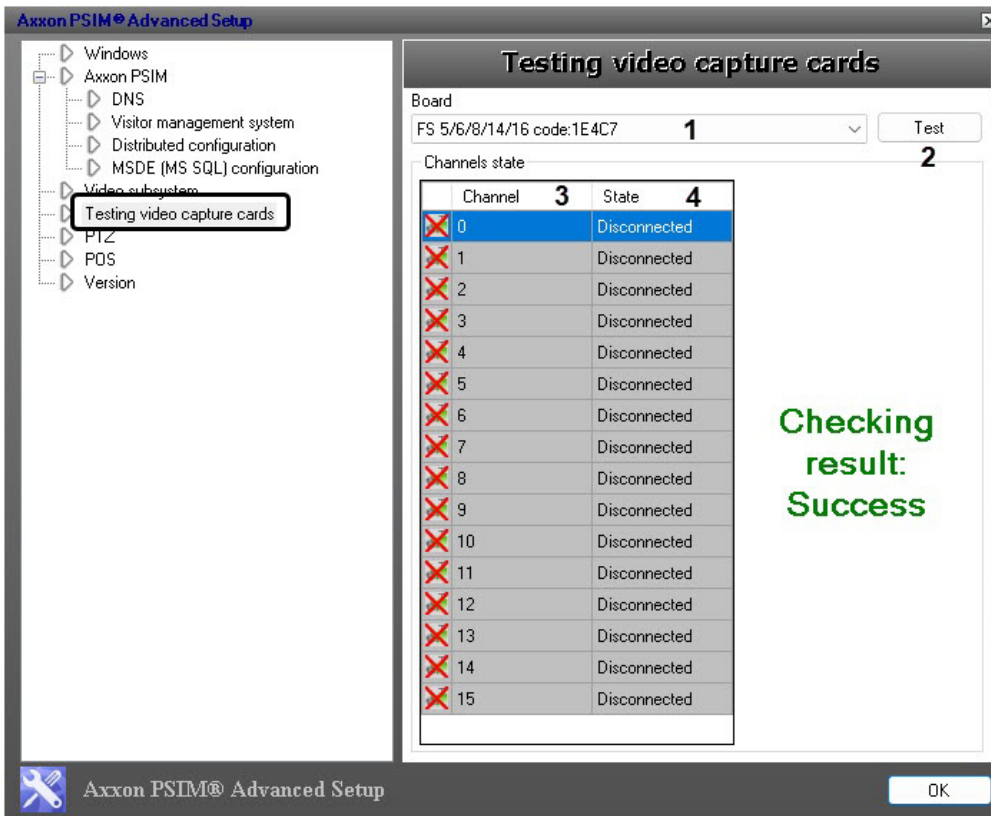 Axxon PSIM® Advanced Setup
Windows
Axxon PSIM
DNS
Visitor management system
Distributed configuration
MSDE (MS SQL) configuration
Video subsystem
Testing video capture cards
PTZ
POS
Version
Testing video capture cards
Board
FS 5/6/8/14/16 code:1E4C7 1
Test
2
Channels state
Channel 3 State 4
0 Disconnected
1 Disconnected
2 Disconnected
3 Disconnected
4 Disconnected
5 Disconnected
6 Disconnected
7 Disconnected
8 Disconnected
9 Disconnected
10 Disconnected
11 Disconnected
12 Disconnected
13 Disconnected
14 Disconnected
15 Disconnected
Checking
result:
Success
Axxon PSIM® Advanced Setup
OK